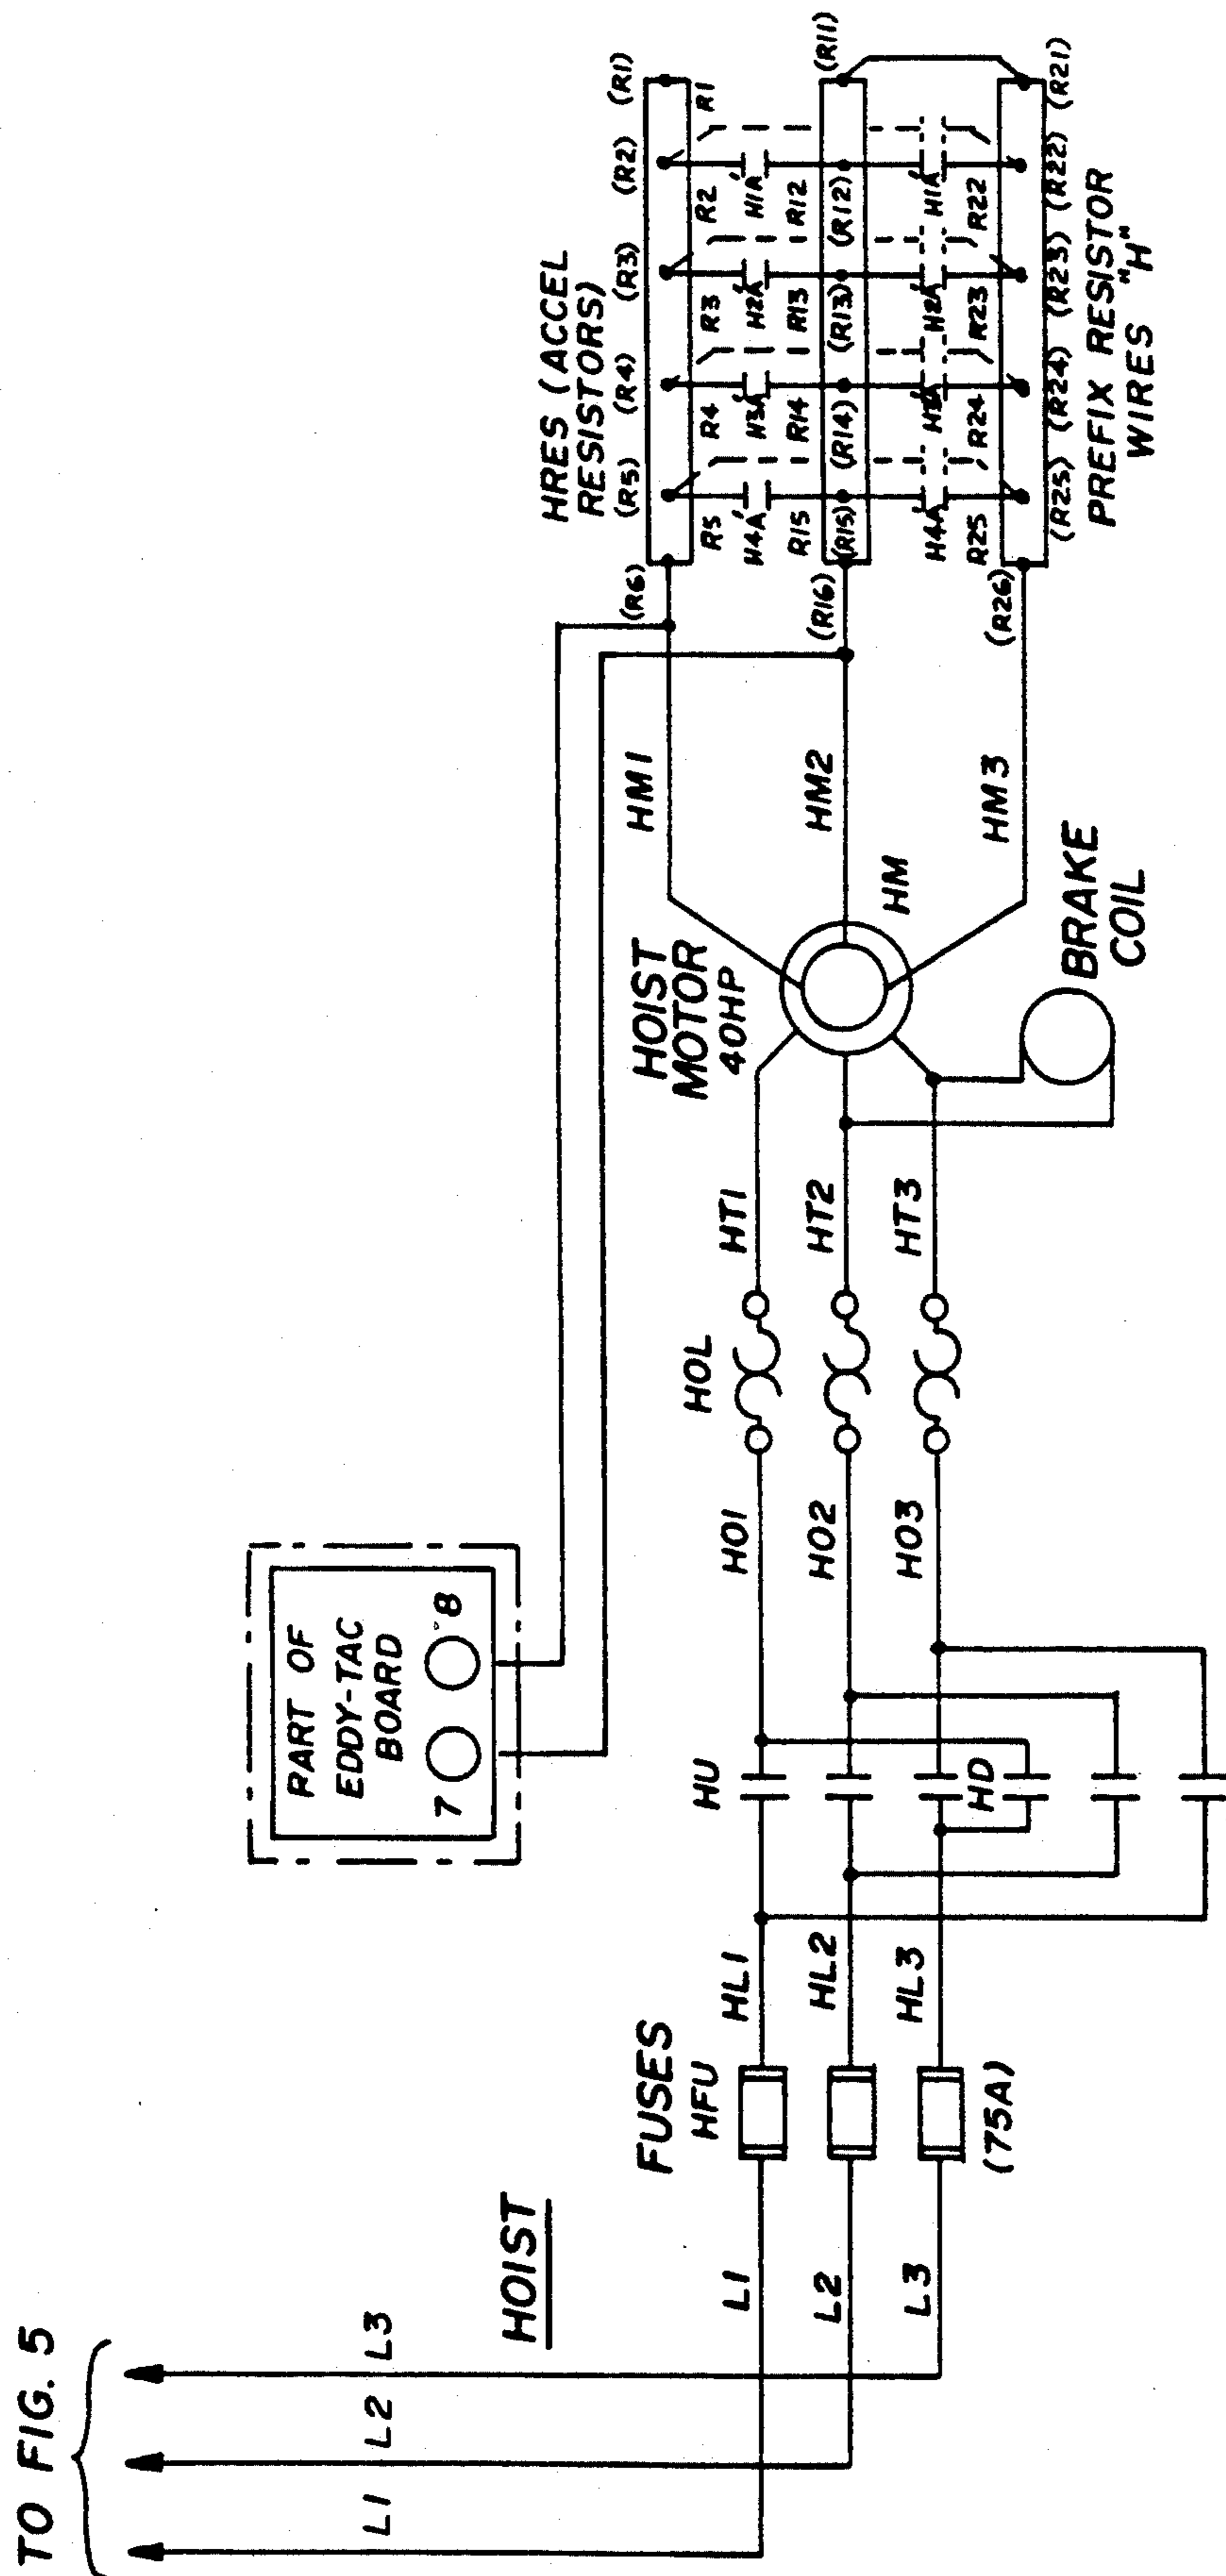 TO FIG. 5
L1 L2 L3
HOIST
L1
L2
L3
FUSES
HFU
(75A)
HL1
HL2
HL3
HU
HD
PART OF
EDDY-TAC
BOARD
7 8
HO1
HO2
HO3
HOL
HT1
HT2
HT3
HOIST
MOTOR
40HP
HM
BRAKE
COIL
HM1
HM2
HM3
HRES (ACCEL
RESISTORS)
(R6) (R5) (R4) (R3) (R2) (R1)
R5 R4 R3 R2 R1
H4A H3A H2A H1A
R15 R14 R13 R12
(R16) (R15) (R14) (R13) (R12) (R11)
H4A H2A H1A
R25 R24 R23 R22
(R26) (R25) (R24) (R23) (R22) (R21)
PREFIX RESISTOR
WIRES "H"